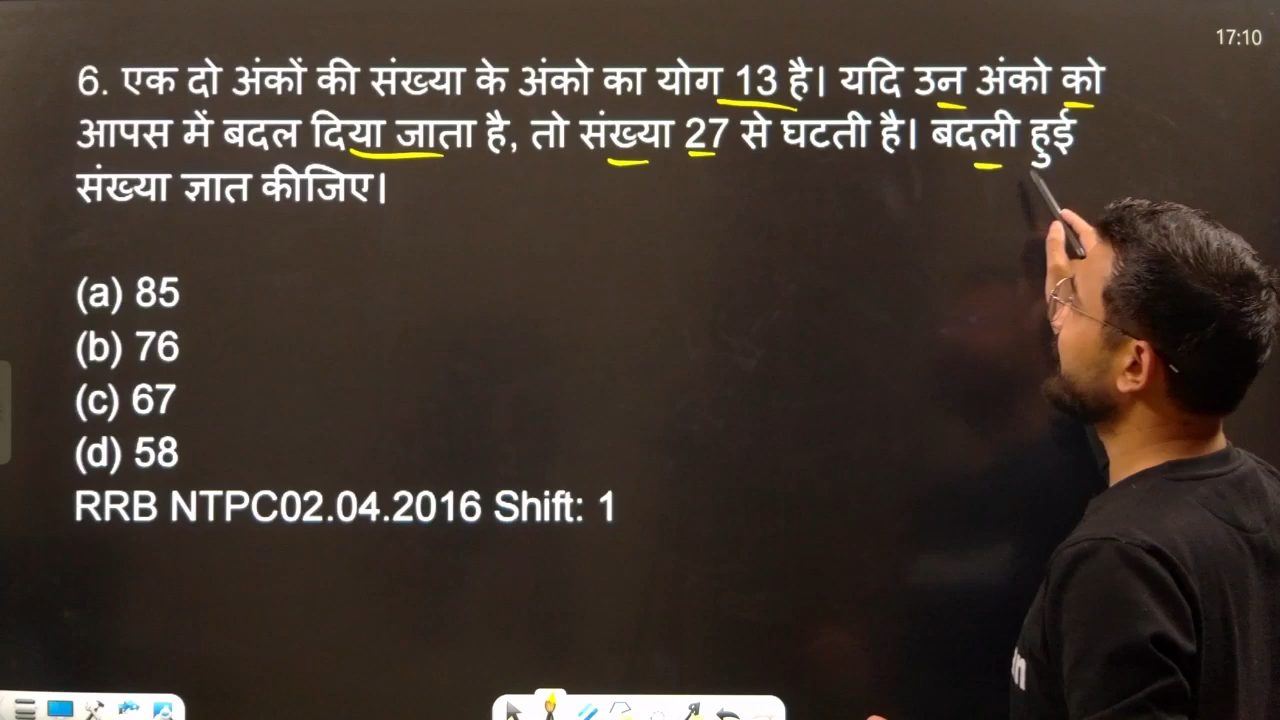 17:10
6. एक दो अंकों की संख्या के अंको का योग 13 है। यदि उन अंको को
आपस में बदल दिया जाता है, तो संख्या 27 से घटती है। बदली हुई
संख्या ज्ञात कीजिए।
(a) 85
(b) 76
(c) 67
(d) 58
RRB NTPC02.04.2016 Shift: 1